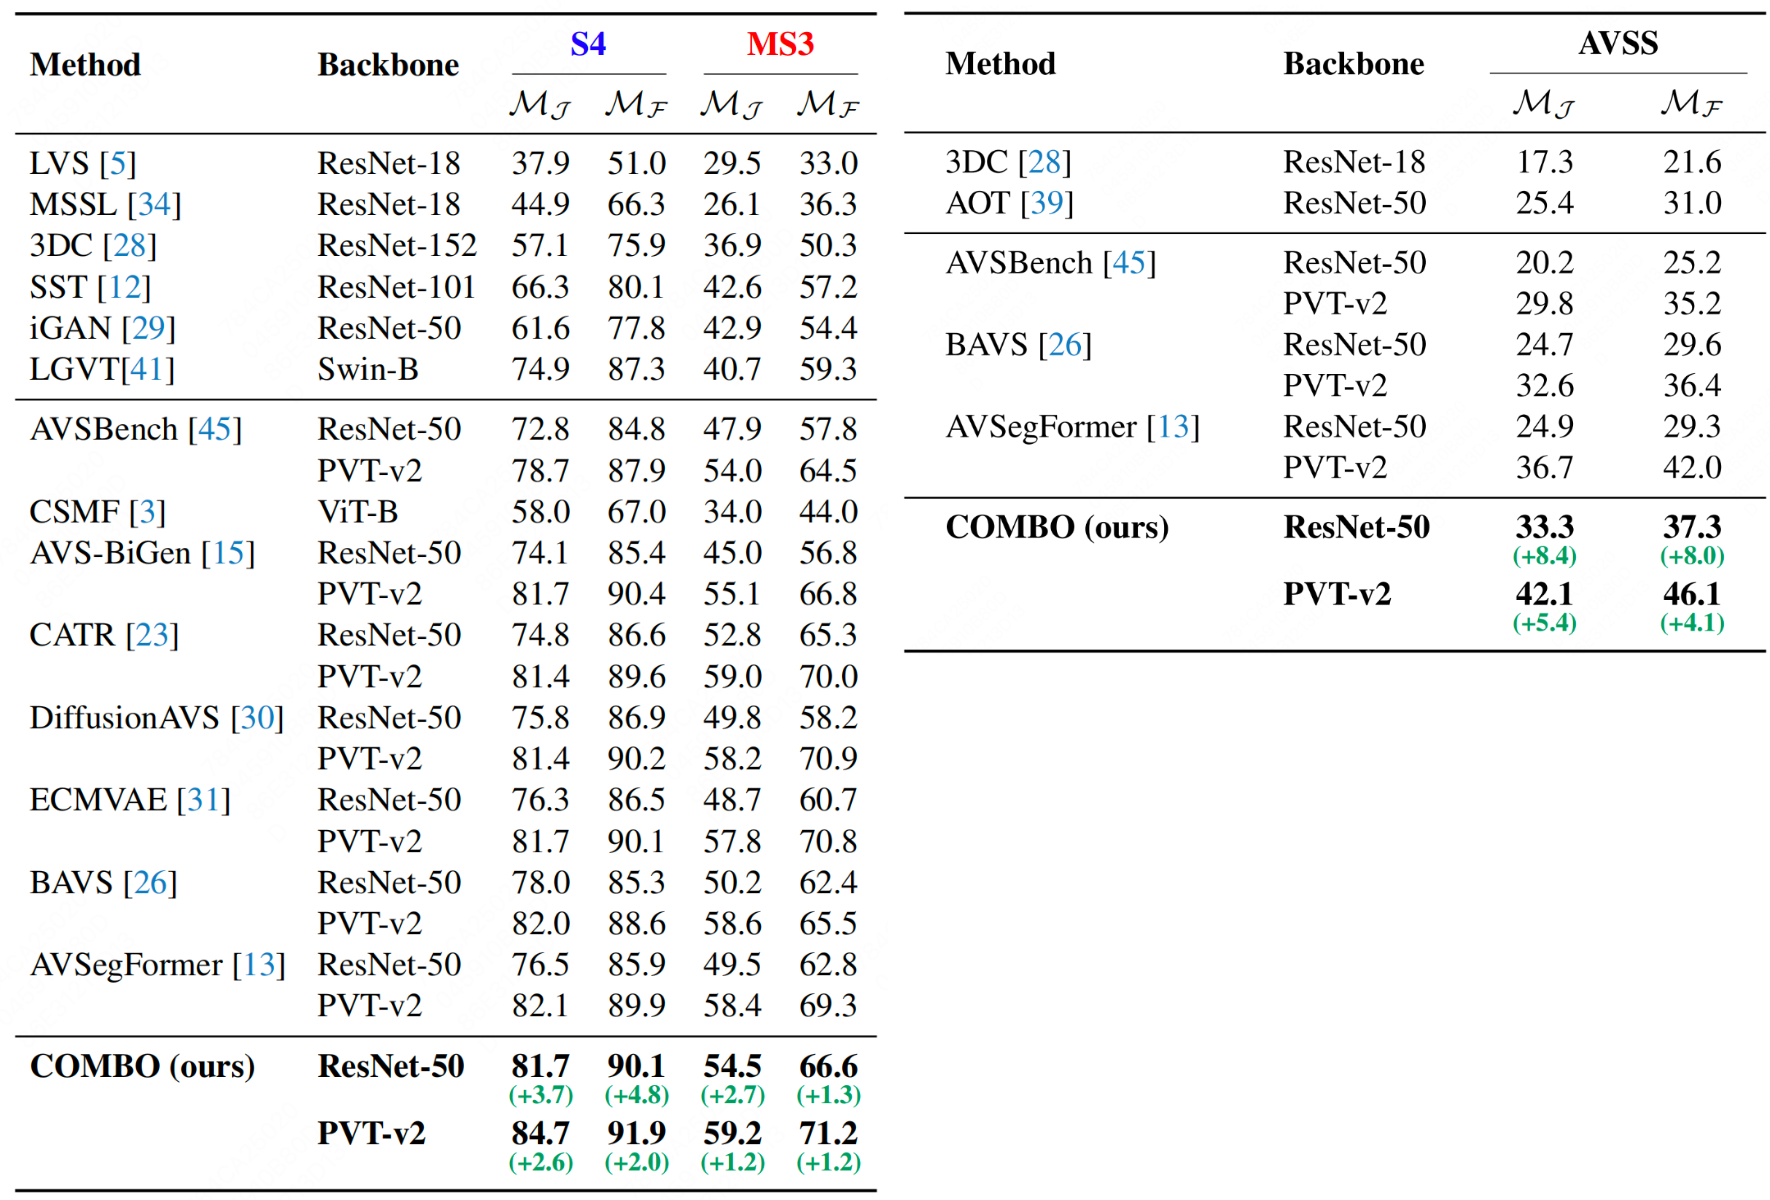 Method Backbone S4 MS3
M_J M_F M_J M_F
LVS [5] ResNet-18 37.9 51.0 29.5 33.0
MSSL [34] ResNet-18 44.9 66.3 26.1 36.3
3DC [28] ResNet-152 57.1 75.9 36.9 50.3
SST [12] ResNet-101 66.3 80.1 42.6 57.2
iGAN [29] ResNet-50 61.6 77.8 42.9 54.4
LGVT[41] Swin-B 74.9 87.3 40.7 59.3
AVSBench [45] ResNet-50 72.8 84.8 47.9 57.8
PVT-v2 78.7 87.9 54.0 64.5
CSMF [3] ViT-B 58.0 67.0 34.0 44.0
AVS-BiGen [15] ResNet-50 74.1 85.4 45.0 56.8
PVT-v2 81.7 90.4 55.1 66.8
CATR [23] ResNet-50 74.8 86.6 52.8 65.3
PVT-v2 81.4 89.6 59.0 70.0
DiffusionAVS [30] ResNet-50 75.8 86.9 49.8 58.2
PVT-v2 81.4 90.2 58.2 70.9
ECMVAE [31] ResNet-50 76.3 86.5 48.7 60.7
PVT-v2 81.7 90.1 57.8 70.8
BAVS [26] ResNet-50 78.0 85.3 50.2 62.4
PVT-v2 82.0 88.6 58.6 65.5
AVSegFormer [13] ResNet-50 76.5 85.9 49.5 62.8
PVT-v2 82.1 89.9 58.4 69.3
COMBO (ours) ResNet-50 81.7 90.1 54.5 66.6
(+3.7) (+4.8) (+2.7) (+1.3)
PVT-v2 84.7 91.9 59.2 71.2
(+2.6) (+2.0) (+1.2) (+1.2)
Method Backbone AVSS
M_J M_F
3DC [28] ResNet-18 17.3 21.6
AOT [39] ResNet-50 25.4 31.0
AVSBench [45] ResNet-50 20.2 25.2
PVT-v2 29.8 35.2
BAVS [26] ResNet-50 24.7 29.6
PVT-v2 32.6 36.4
AVSegFormer [13] ResNet-50 24.9 29.3
PVT-v2 36.7 42.0
COMBO (ours) ResNet-50 33.3 37.3
(+8.4) (+8.0)
PVT-v2 42.1 46.1
(+5.4) (+4.1)